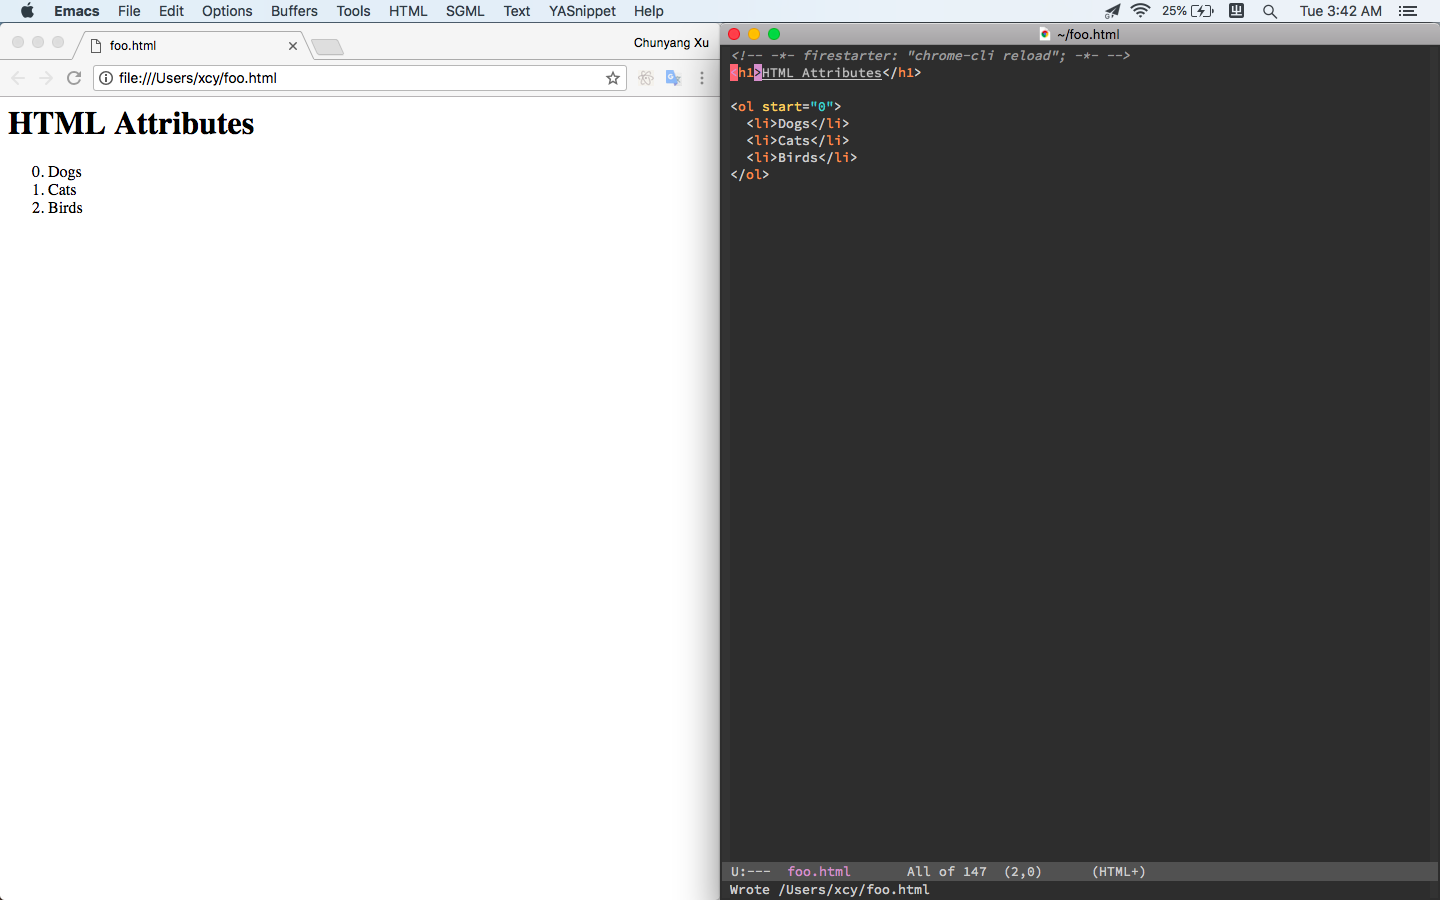 Emacs File Edit Options Buffers Tools HTML SGML Text YASnippet Help 25% Tue 3:42 AM
foo.html
Chunyang Xu
file:///Users/xcy/foo.html
HTML Attributes
0. Dogs
1. Cats
2. Birds
~/foo.html
<!-- -*- firestarter: "chrome-cli reload"; -*- -->
<h1>HTML Attributes</h1>
<ol start="0">
  <li>Dogs</li>
  <li>Cats</li>
  <li>Birds</li>
</ol>
U:---  foo.html       All of 147  (2,0)      (HTML+)
Wrote /Users/xcy/foo.html